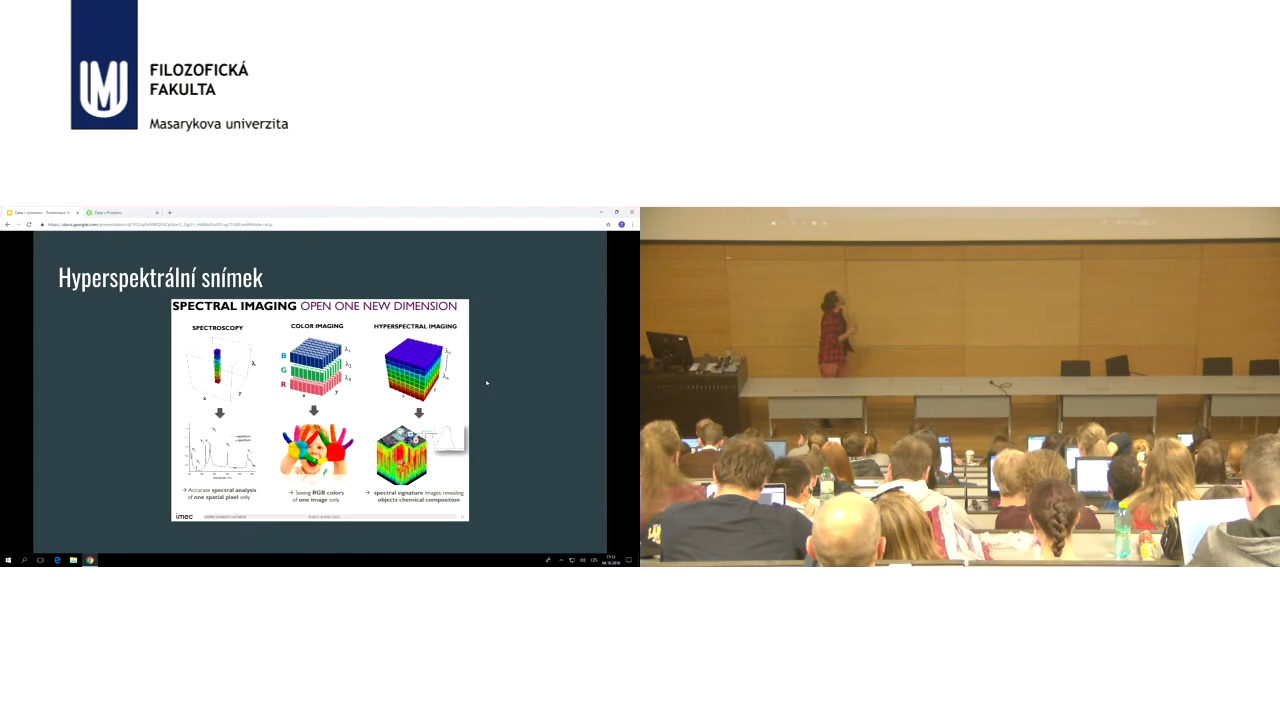 FILOZOFICKÁ
FAKULTA
Masarykova univerzita
Hyperspektrální snímek
SPECTRAL IMAGING OPEN ONE NEW DIMENSION
SPECTROSCOPY
COLOR IMAGING
HYPERSPECTRAL IMAGING
B
G
R
λ
x
y
λ1
λ2
x
y
x
y
→ Accurate spectral analysis
of one spatial pixel only
→ Seeing RGB colors
of one image only
→ spectral signature images revealing
objects chemical composition
imec